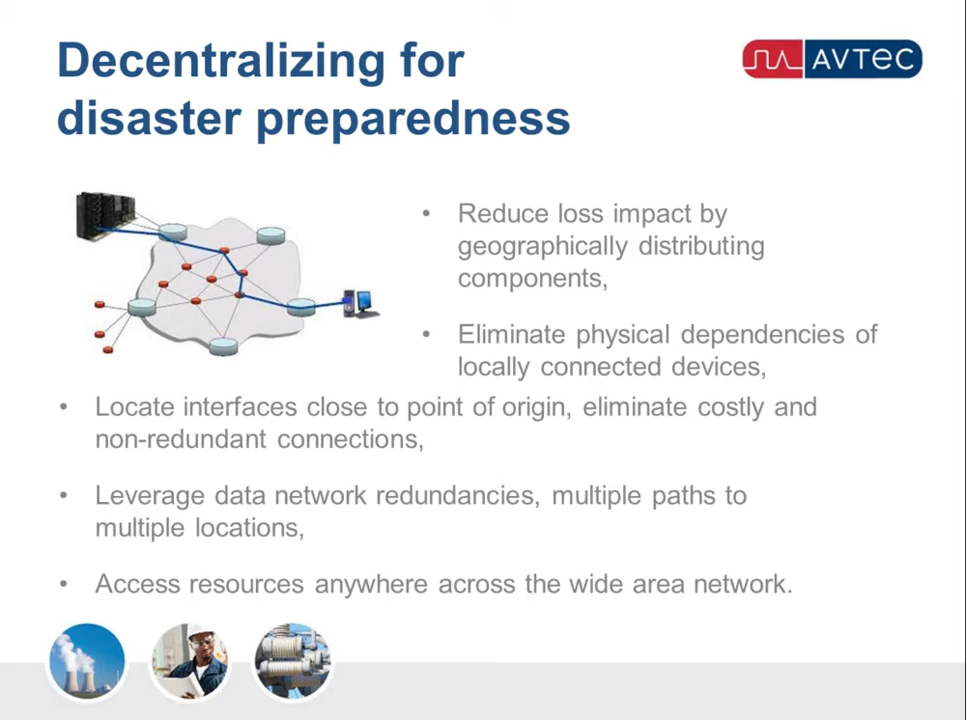 Decentralizing for
disaster preparedness
AVTEC
• Reduce loss impact by
geographically distributing
components,
• Eliminate physical dependencies of
locally connected devices,
• Locate interfaces close to point of origin, eliminate costly and
non-redundant connections,
• Leverage data network redundancies, multiple paths to
multiple locations,
• Access resources anywhere across the wide area network.